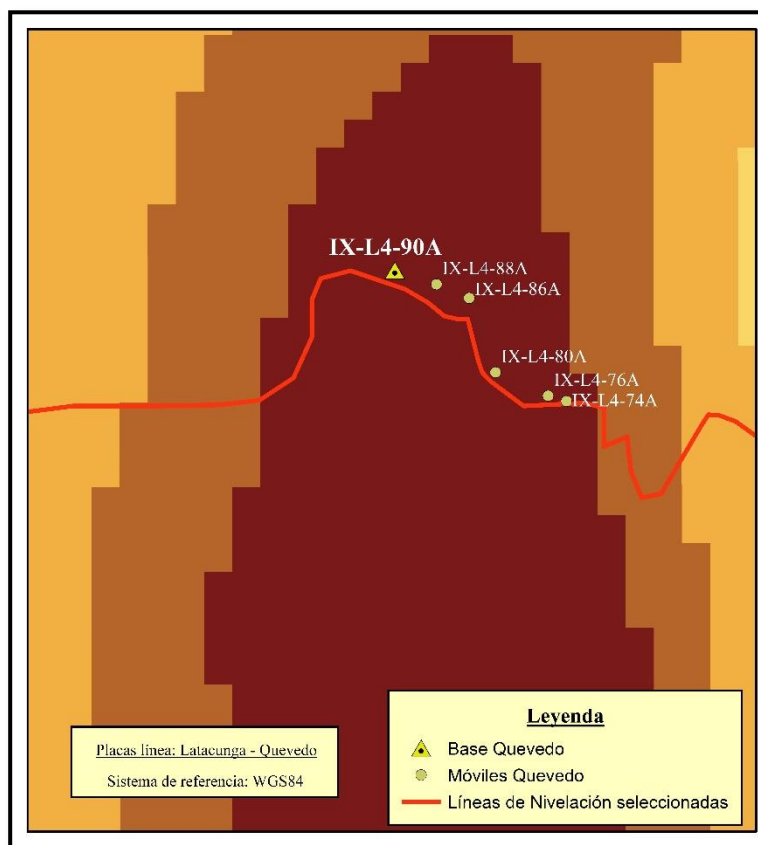 IX-L4-90A
IX-L4-88A
IX-L4-86A
IX-L4-80A
IX-L4-76A
IX-L4-74A
Placas línea: Latacunga - Quevedo
Sistema de referencia: WGS84
Leyenda
Base Quevedo
Móviles Quevedo
Líneas de Nivelación seleccionadas